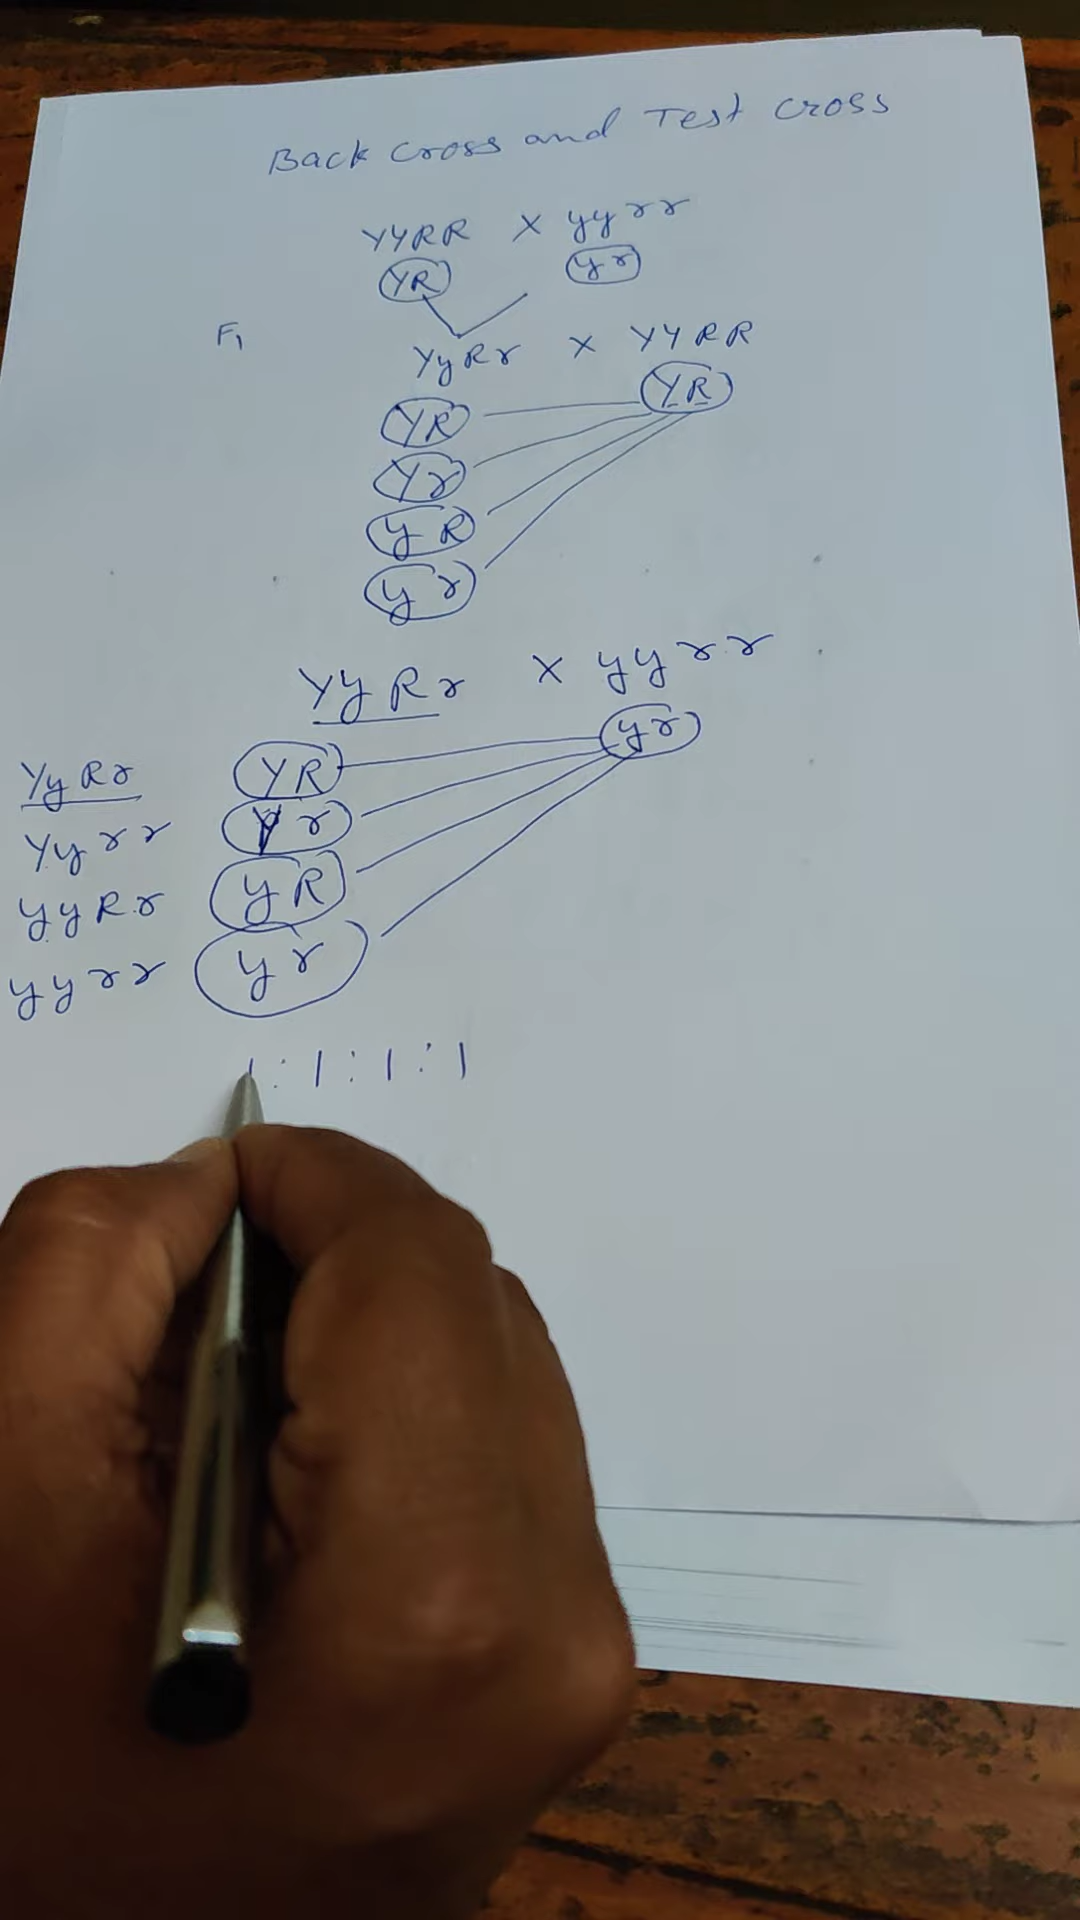 Back cross and Test cross
YYRR X yyrr
YR yr
F1
YyRr X YYRR
YR YR
Yr
yR
yr
YyRr X yyrr
yr
YyRr YR
Yyrr Yr
yyRr yR
yyrr yr
1 : 1 : 1 : 1